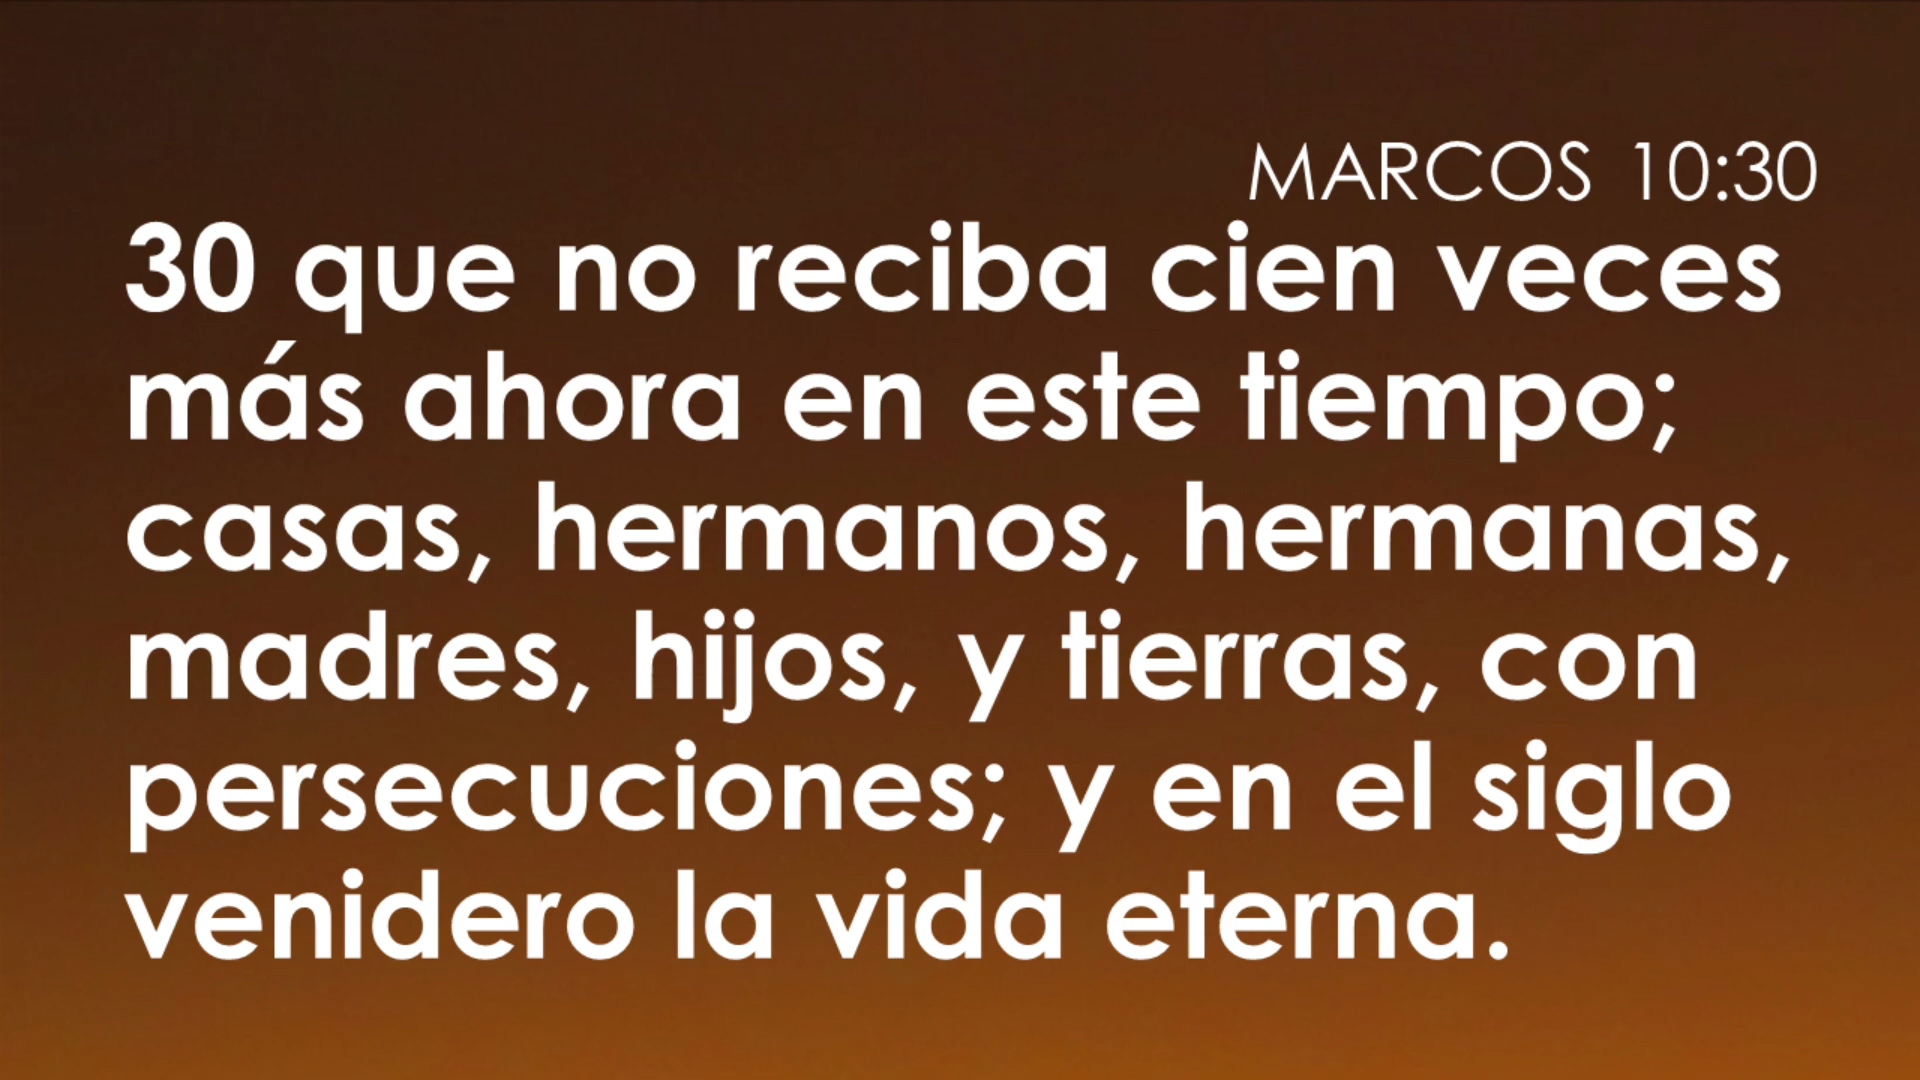 MARCOS 10:30
30 que no reciba cien veces
más ahora en este tiempo;
casas, hermanos, hermanas,
madres, hijos, y tierras, con
persecuciones; y en el siglo
venidero la vida eterna.